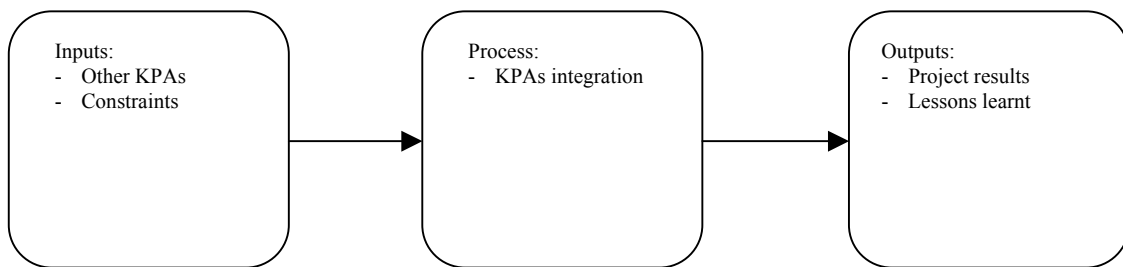 Inputs:
- Other KPAs
- Constraints
Process:
- KPAs integration
Outputs:
- Project results
- Lessons learnt